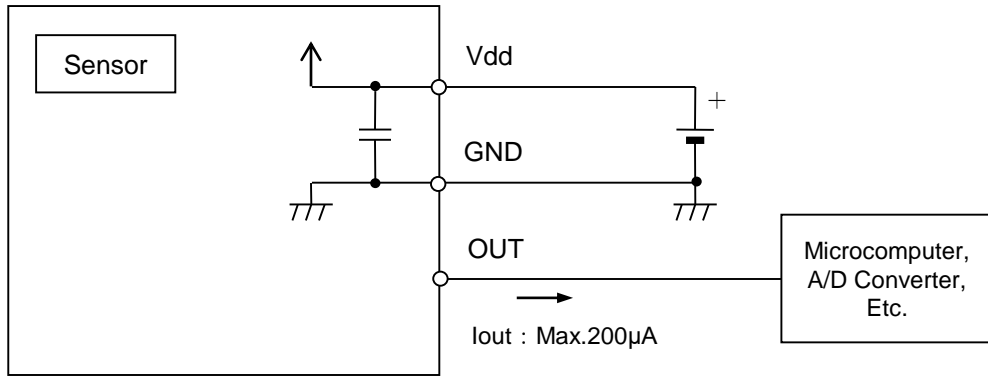 Sensor
Vdd
+
GND
OUT
Microcomputer,
A/D Converter,
Etc.
Iout : Max.200µA